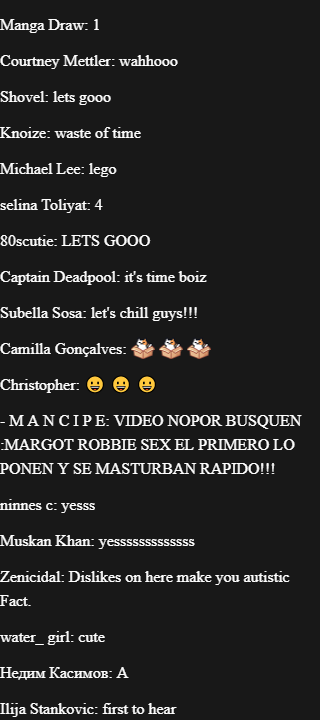 Manga Draw: 1
Courtney Mettler: wahhooo
Shovel: lets gooo
Knoize: waste of time
Michael Lee: lego
selina Toliyat: 4
80scutie: LETS GOOO
Captain Deadpool: it's time boiz
Subella Sosa: let's chill guys!!!
Camilla Gonçalves:
Christopher: 😀 😀 😀
- M A N C I P E: VIDEO NOPOR BUSQUEN
:MARGOT ROBBIE SEX EL PRIMERO LO
PONEN Y SE MASTURBAN RAPIDO!!!
ninnes c: yesss
Muskan Khan: yesssssssssssss
Zenicidal: Dislikes on here make you autistic
Fact.
water_ girl: cute
Недим Касимов: А
Ilija Stankovic: first to hear